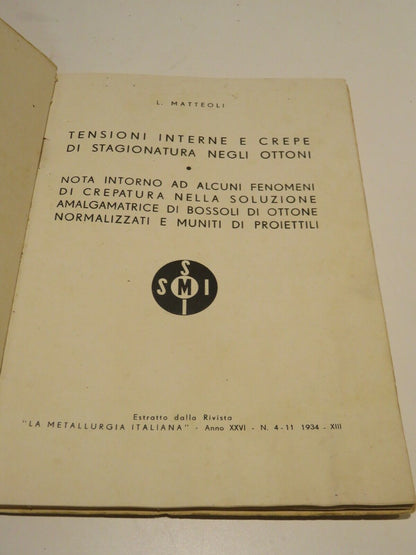 L. MATTEOLI
TENSIONI INTERNE E CREPE
DI STAGIONATURA NEGLI OTTONI
•
NOTA INTORNO AD ALCUNI FENOMENI
DI CREPATURA NELLA SOLUZIONE
AMALGAMATRICE DI BOSSOLI DI OTTONE
NORMALIZZATI E MUNITI DI PROIETTILI
S
S M I
I
Estratto dalla Rivista
"LA METALLURGIA ITALIANA" - Anno XXVI - N. 4-11 1934 - XIII